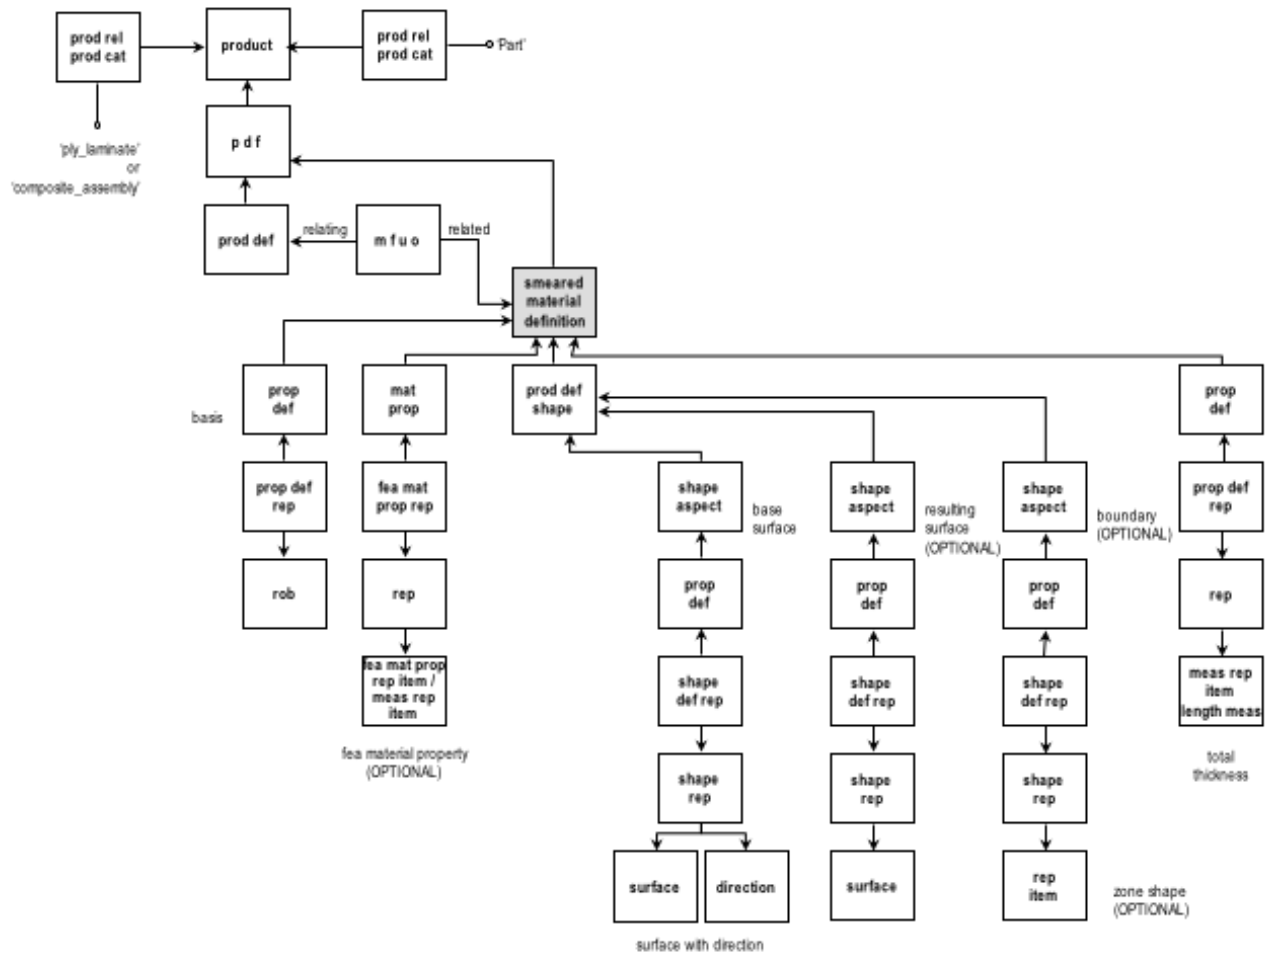 prod rel
prod cat
product
prod rel
prod cat
'Part'
'ply_laminate'
or
'composite_assembly'
p d f
prod def
relating
m f u o
related
smeared
material
definition
basis
prop
def
mat
prop
prod def
shape
prop
def
prop def
rep
fea mat
prop rep
shape
aspect
base
surface
shape
aspect
resulting
surface
(OPTIONAL)
shape
aspect
boundary
(OPTIONAL)
prop def
rep
rob
rep
prop
def
prop
def
prop
def
rep
fea mat prop
rep item /
meas rep
item
fea material property
(OPTIONAL)
shape
def rep
shape
def rep
shape
def rep
meas rep
item
length meas
total
thickness
shape
rep
shape
rep
shape
rep
surface
direction
surface with direction
surface
rep
item
zone shape
(OPTIONAL)